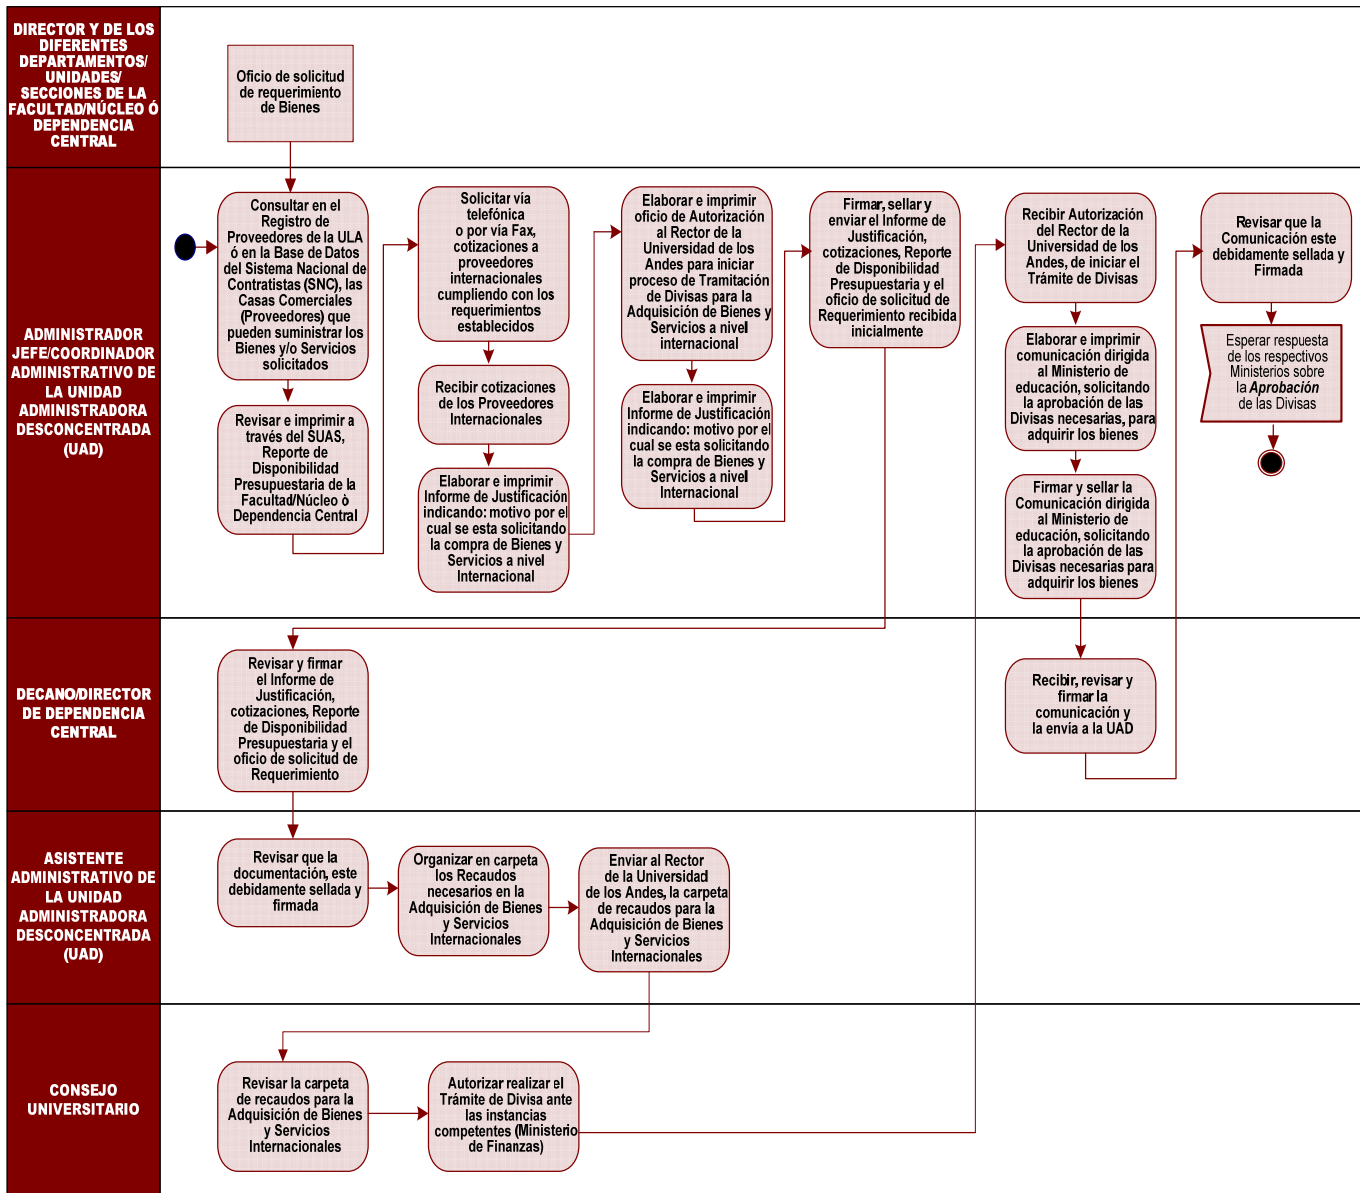 DIRECTOR Y DE LOS
DIFERENTES
DEPARTAMENTOS/
UNIDADES/
SECCIONES DE LA
FACULTAD/NÚCLEO Ó
DEPENDENCIA
CENTRAL
Oficio de solicitud
de requerimiento
de Bienes
ADMINISTRADOR
JEFE/COORDINADOR
ADMINISTRATIVO DE
LA UNIDAD
ADMINISTRADORA
DESCONCENTRADA
(UAD)
Consultar en el
Registro de
Proveedores de la ULA
ó en la Base de Datos
del Sistema Nacional de
Contratistas (SNC), las
Casas Comerciales
(Proveedores) que
pueden suministrar los
Bienes y/o Servicios
solicitados
Revisar e imprimir a
través del SUAS,
Reporte de
Disponibilidad
Presupuestaria de la
Facultad/Núcleo ò
Dependencia Central
Solicitar vía
telefónica
o por vía Fax,
cotizaciones a
proveedores
internacionales
cumpliendo con los
requerimientos
establecidos
Recibir cotizaciones
de los Proveedores
Internacionales
Elaborar e imprimir
Informe de Justificación
indicando: motivo por el
cual se esta solicitando
la compra de Bienes y
Servicios a nivel
Internacional
Elaborar e imprimir
oficio de Autorización
al Rector de la
Universidad de los
Andes para iniciar
proceso de Tramitación
de Divisas para la
Adquisición de Bienes y
Servicios a nivel
internacional
Elaborar e imprimir
Informe de Justificación
indicando: motivo por el
cual se esta solicitando
la compra de Bienes y
Servicios a nivel
Internacional
Firmar, sellar y
enviar el Informe de
Justificación,
cotizaciones, Reporte
de Disponibilidad
Presupuestaria y el
oficio de solicitud de
Requerimiento recibida
inicialmente
Recibir Autorización
del Rector de la
Universidad de los
Andes, de iniciar el
Trámite de Divisas
Elaborar e imprimir
comunicación dirigida
al Ministerio de
educación, solicitando
la aprobación de las
Divisas necesarias, para
adquirir los bienes
Firmar y sellar la
Comunicación dirigida
al Ministerio de
educación, solicitando
la aprobación de las
Divisas necesarias para
adquirir los bienes
Revisar que la
Comunicación este
debidamente sellada y
Firmada
Esperar respuesta
de los respectivos
Ministerios sobre
la Aprobación
de las Divisas
DECANO/DIRECTOR
DE DEPENDENCIA
CENTRAL
Revisar y firmar
el Informe de
Justificación,
cotizaciones, Reporte
de Disponibilidad
Presupuestaria y el
oficio de solicitud de
Requerimiento
Recibir, revisar y
firmar la
comunicación y
la envía a la UAD
ASISTENTE
ADMINISTRATIVO DE
LA UNIDAD
ADMINISTRADORA
DESCONCENTRADA
(UAD)
Revisar que la
documentación, este
debidamente sellada y
firmada
Organizar en carpeta
los Recaudos
necesarios en la
Adquisición de Bienes
y Servicios
Internacionales
Enviar al Rector
de la Universidad
de los Andes, la carpeta
de recaudos para la
Adquisición de Bienes
y Servicios
Internacionales
CONSEJO
UNIVERSITARIO
Revisar la carpeta
de recaudos para la
Adquisición de Bienes
y Servicios
Internacionales
Autorizar realizar el
Trámite de Divisa ante
las instancias
competentes (Ministerio
de Finanzas)